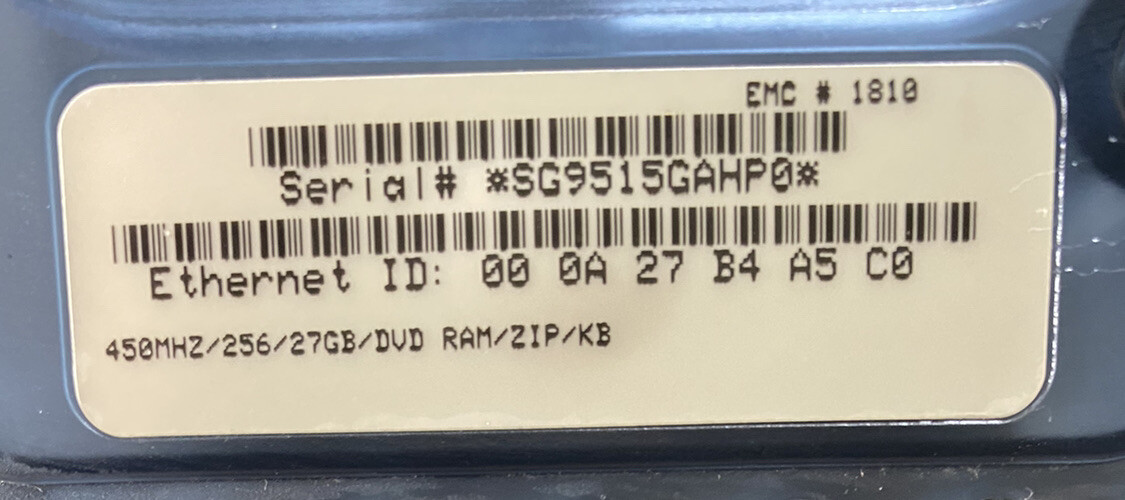 EMC # 1810
Serial# *SG9515GAHP0*
Ethernet ID: 00 0A 27 B4 A5 C0
450MHZ/256/27GB/DVD RAM/ZIP/KB